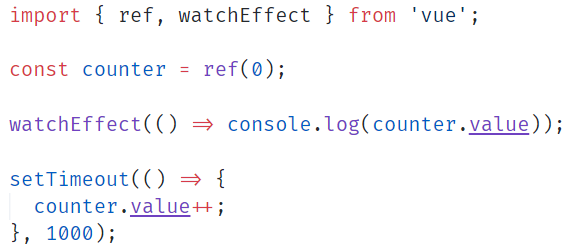 import { ref, watchEffect } from 'vue';
const counter = ref(0);
watchEffect(() => console.log(counter.value));
setTimeout(() => {
  counter.value++;
}, 1000);